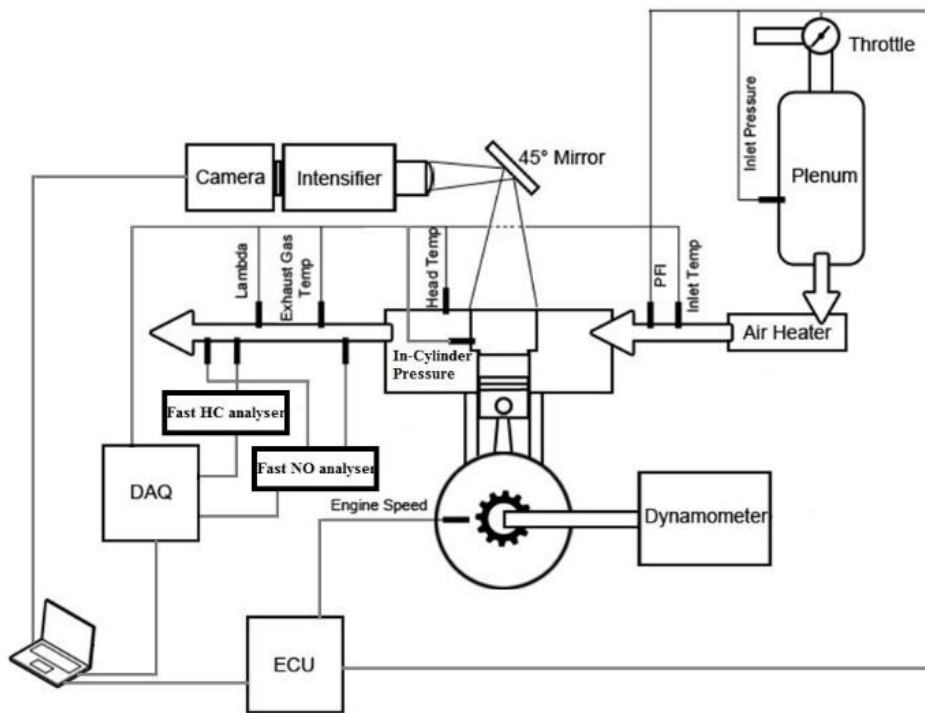 Throttle
Inlet Pressure
Plenum
45° Mirror
Camera
Intensifier
Lambda
Exhaust Gas
Temp
Head Temp
PFI
Inlet Temp
Air Heater
In-Cylinder
Pressure
Fast HC analyser
Fast NO analyser
DAQ
Engine Speed
Dynamometer
ECU